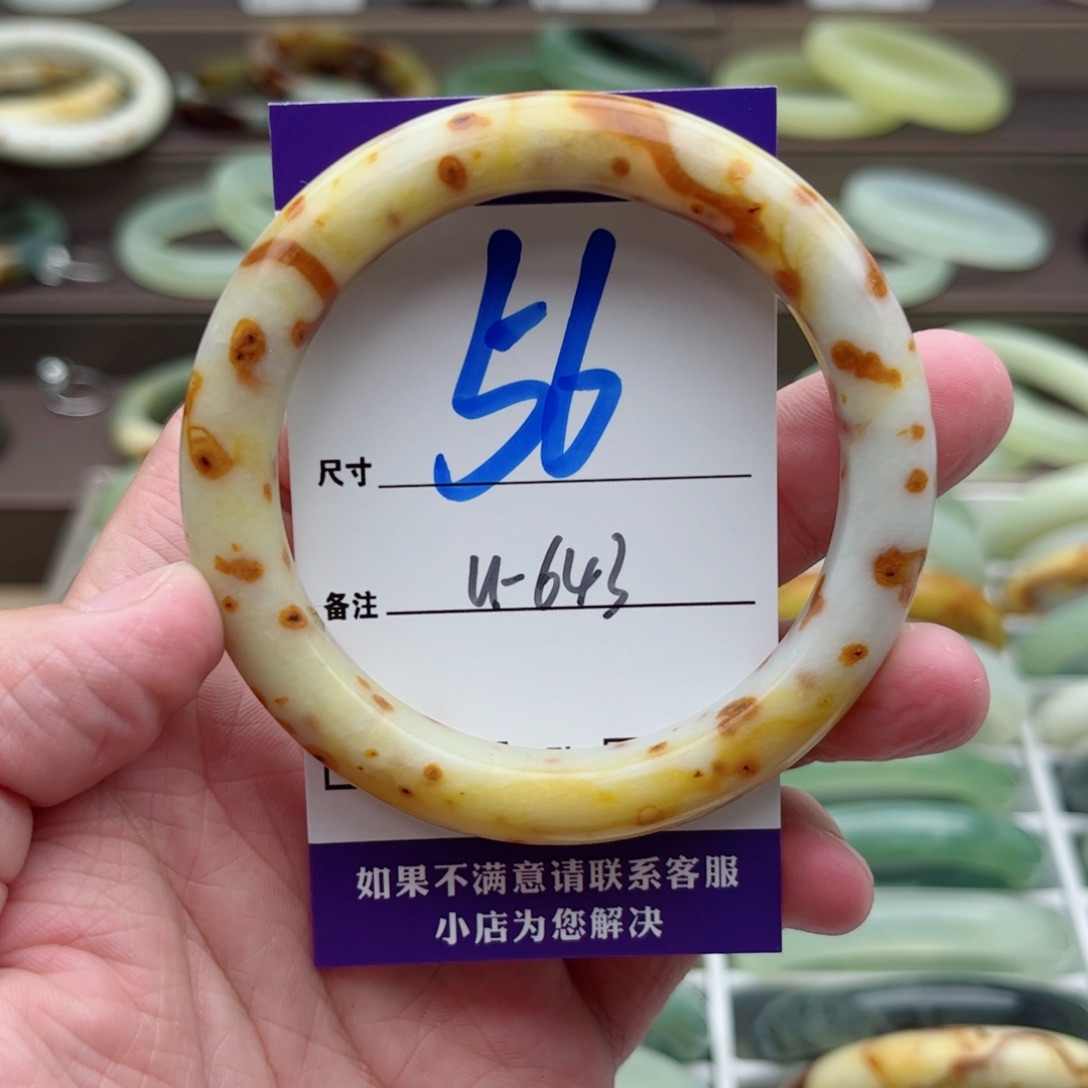 56
尺寸
备注 u-643
如果不满意请联系客服
小店为您解决